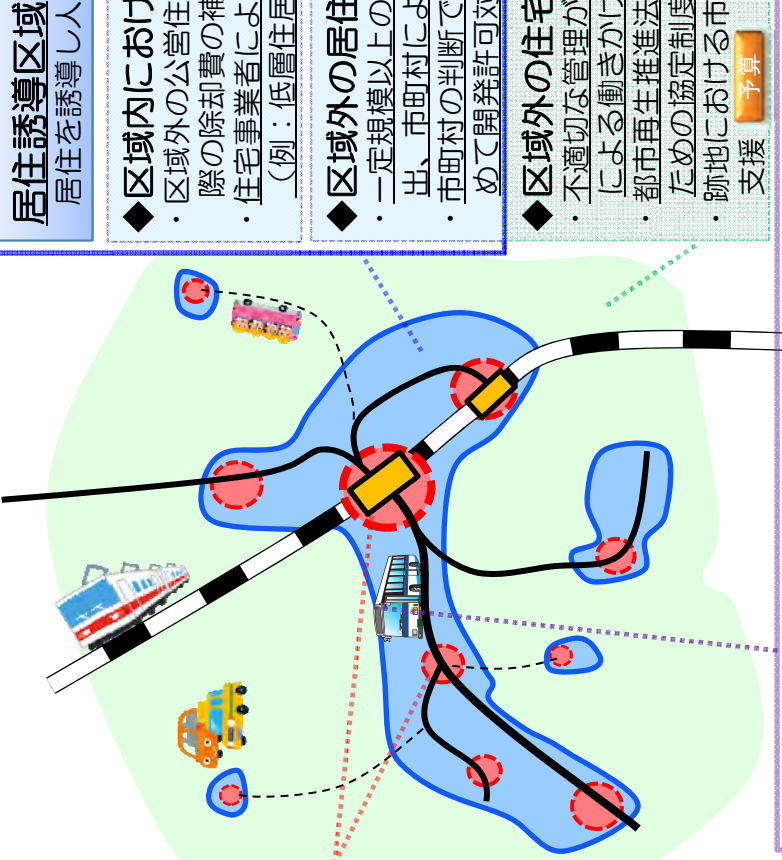 居住誘導区域
居住を誘導し人
◆区域内におけ
・区域外の公営住
際の除却費の補
・住宅事業者によ
（例：低層住居
◆区域外の居住
・一定規模以上の
出、市町村によ
・市町村の判断で
めて開発許可対
◆区域外の住宅
・不適切な管理が
による働きかけ
・都市再生推進法
ための協定制度
・跡地における市
支援 予算